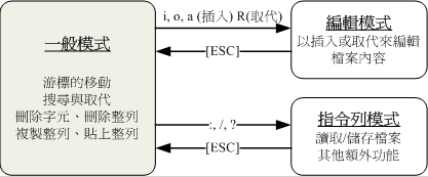 一般模式
游標的移動
搜尋與取代
刪除字元、刪除整列
複製整列、貼上整列
i, o, a (插入) R(取代)
[ESC]
編輯模式
以插入或取代來編輯
檔案內容
:, /, ?
[ESC]
指令列模式
讀取/儲存檔案
其他額外功能